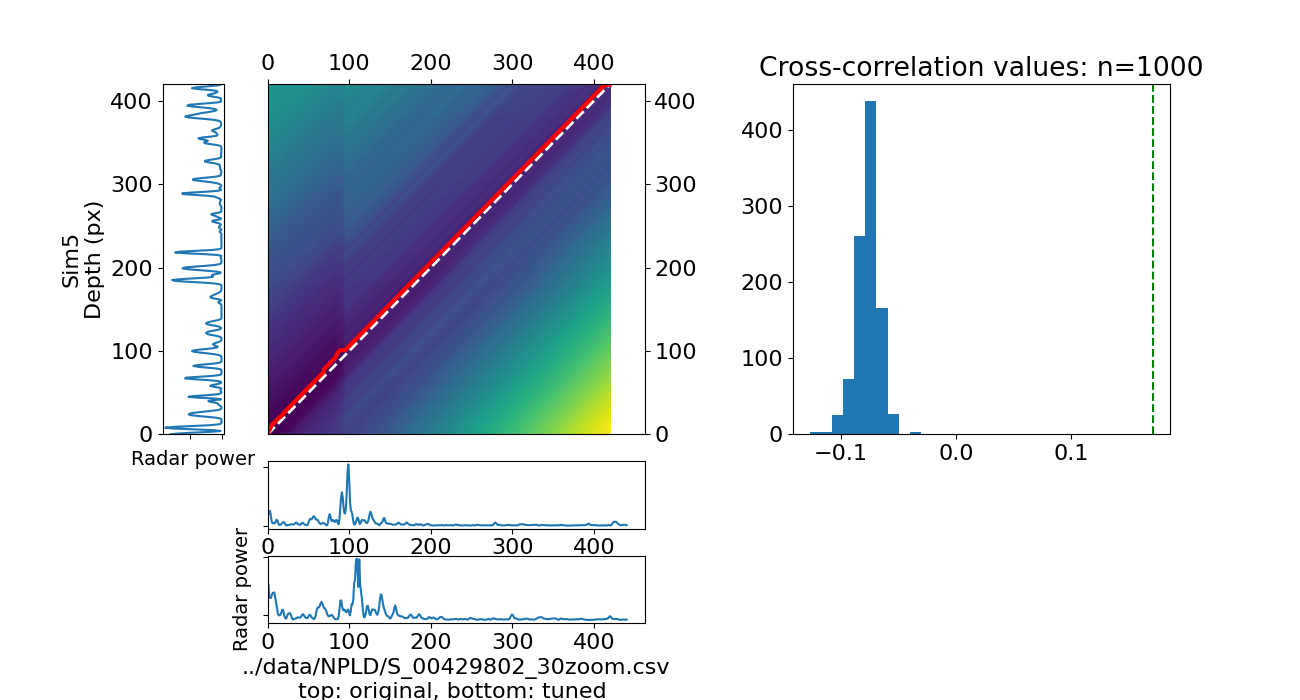 Cross-correlation values: n=1000
0 100 200 300 400
400
300
200
100
0
Sim5
Depth (px)
400
300
200
100
0
400
300
200
100
0
−0.1 0.0 0.1
Radar power
0 100 200 300 400
Radar power
0 100 200 300 400
../data/NPLD/S_00429802_30zoom.csv
top: original, bottom: tuned